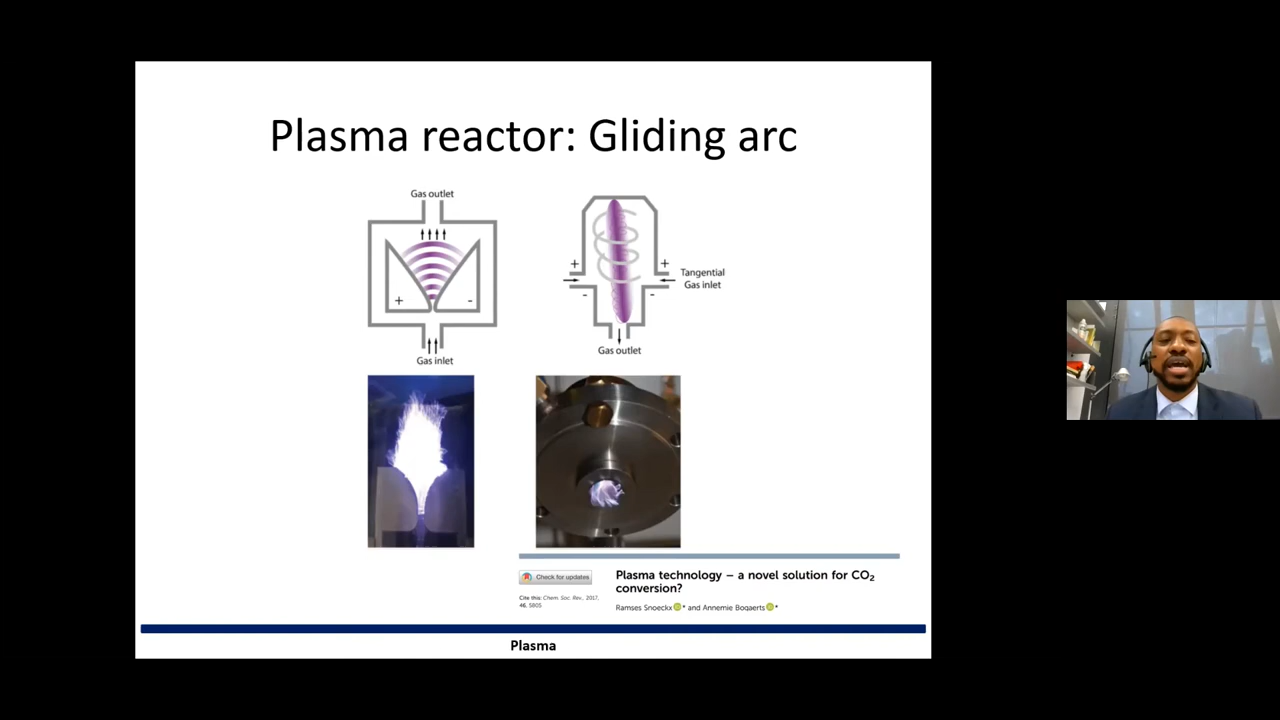 Plasma reactor: Gliding arc
Gas outlet
+
-
Gas inlet
+
+
Tangential
Gas inlet
-
-
Gas outlet
Check for updates
Cite this: Chem. Soc. Rev., 2017,
46, 5805
Plasma technology – a novel solution for CO₂
conversion?
Ramses Snoeckx * and Annemie Bogaerts *
Plasma